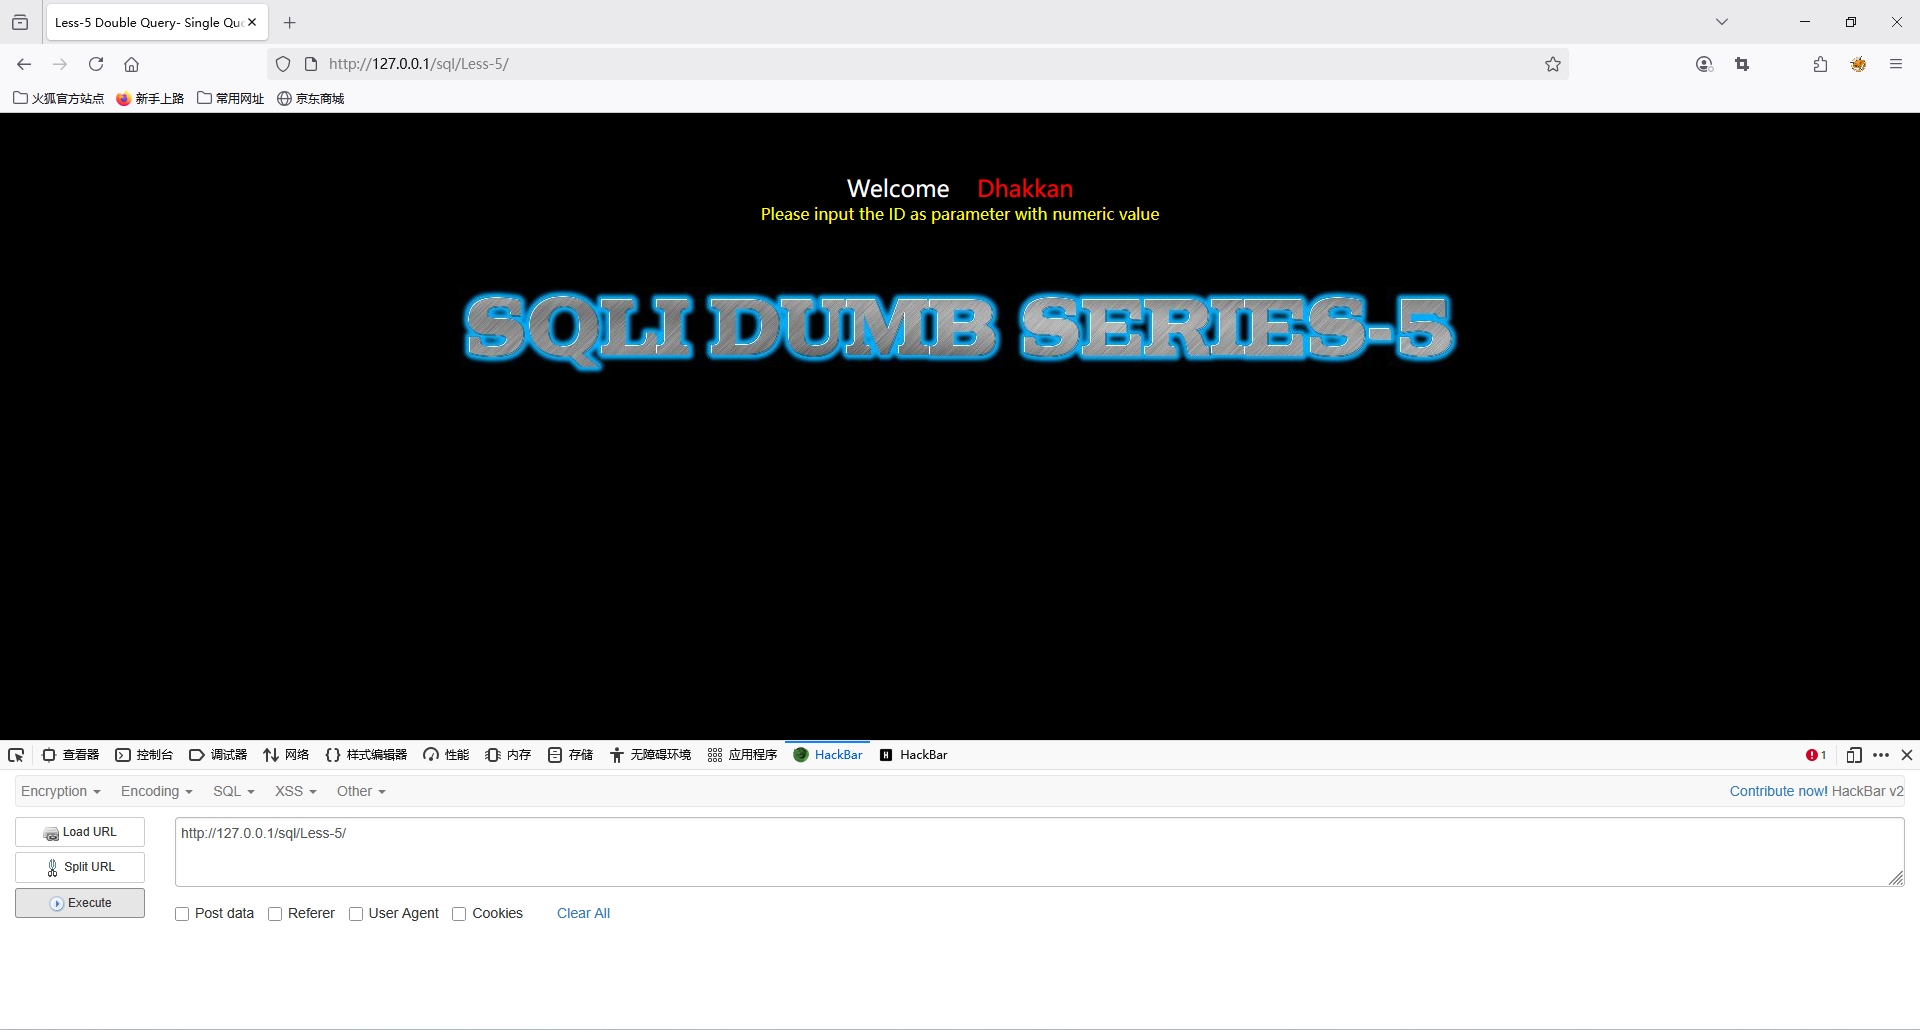 Less-5 Double Query- Single Qu
http://127.0.0.1/sql/Less-5/
火狐官方站点 新手上路 常用网址 京东商城
Welcome Dhakkan
Please input the ID as parameter with numeric value
SQLI DUMB SERIES-5
查看器 控制台 调试器 网络 样式编辑器 性能 内存 存储 无障碍环境 应用程序 HackBar HackBar 1
Encryption Encoding SQL XSS Other Contribute now! HackBar v2
Load URL http://127.0.0.1/sql/Less-5/
Split URL
Execute
Post data Referer User Agent Cookies Clear All